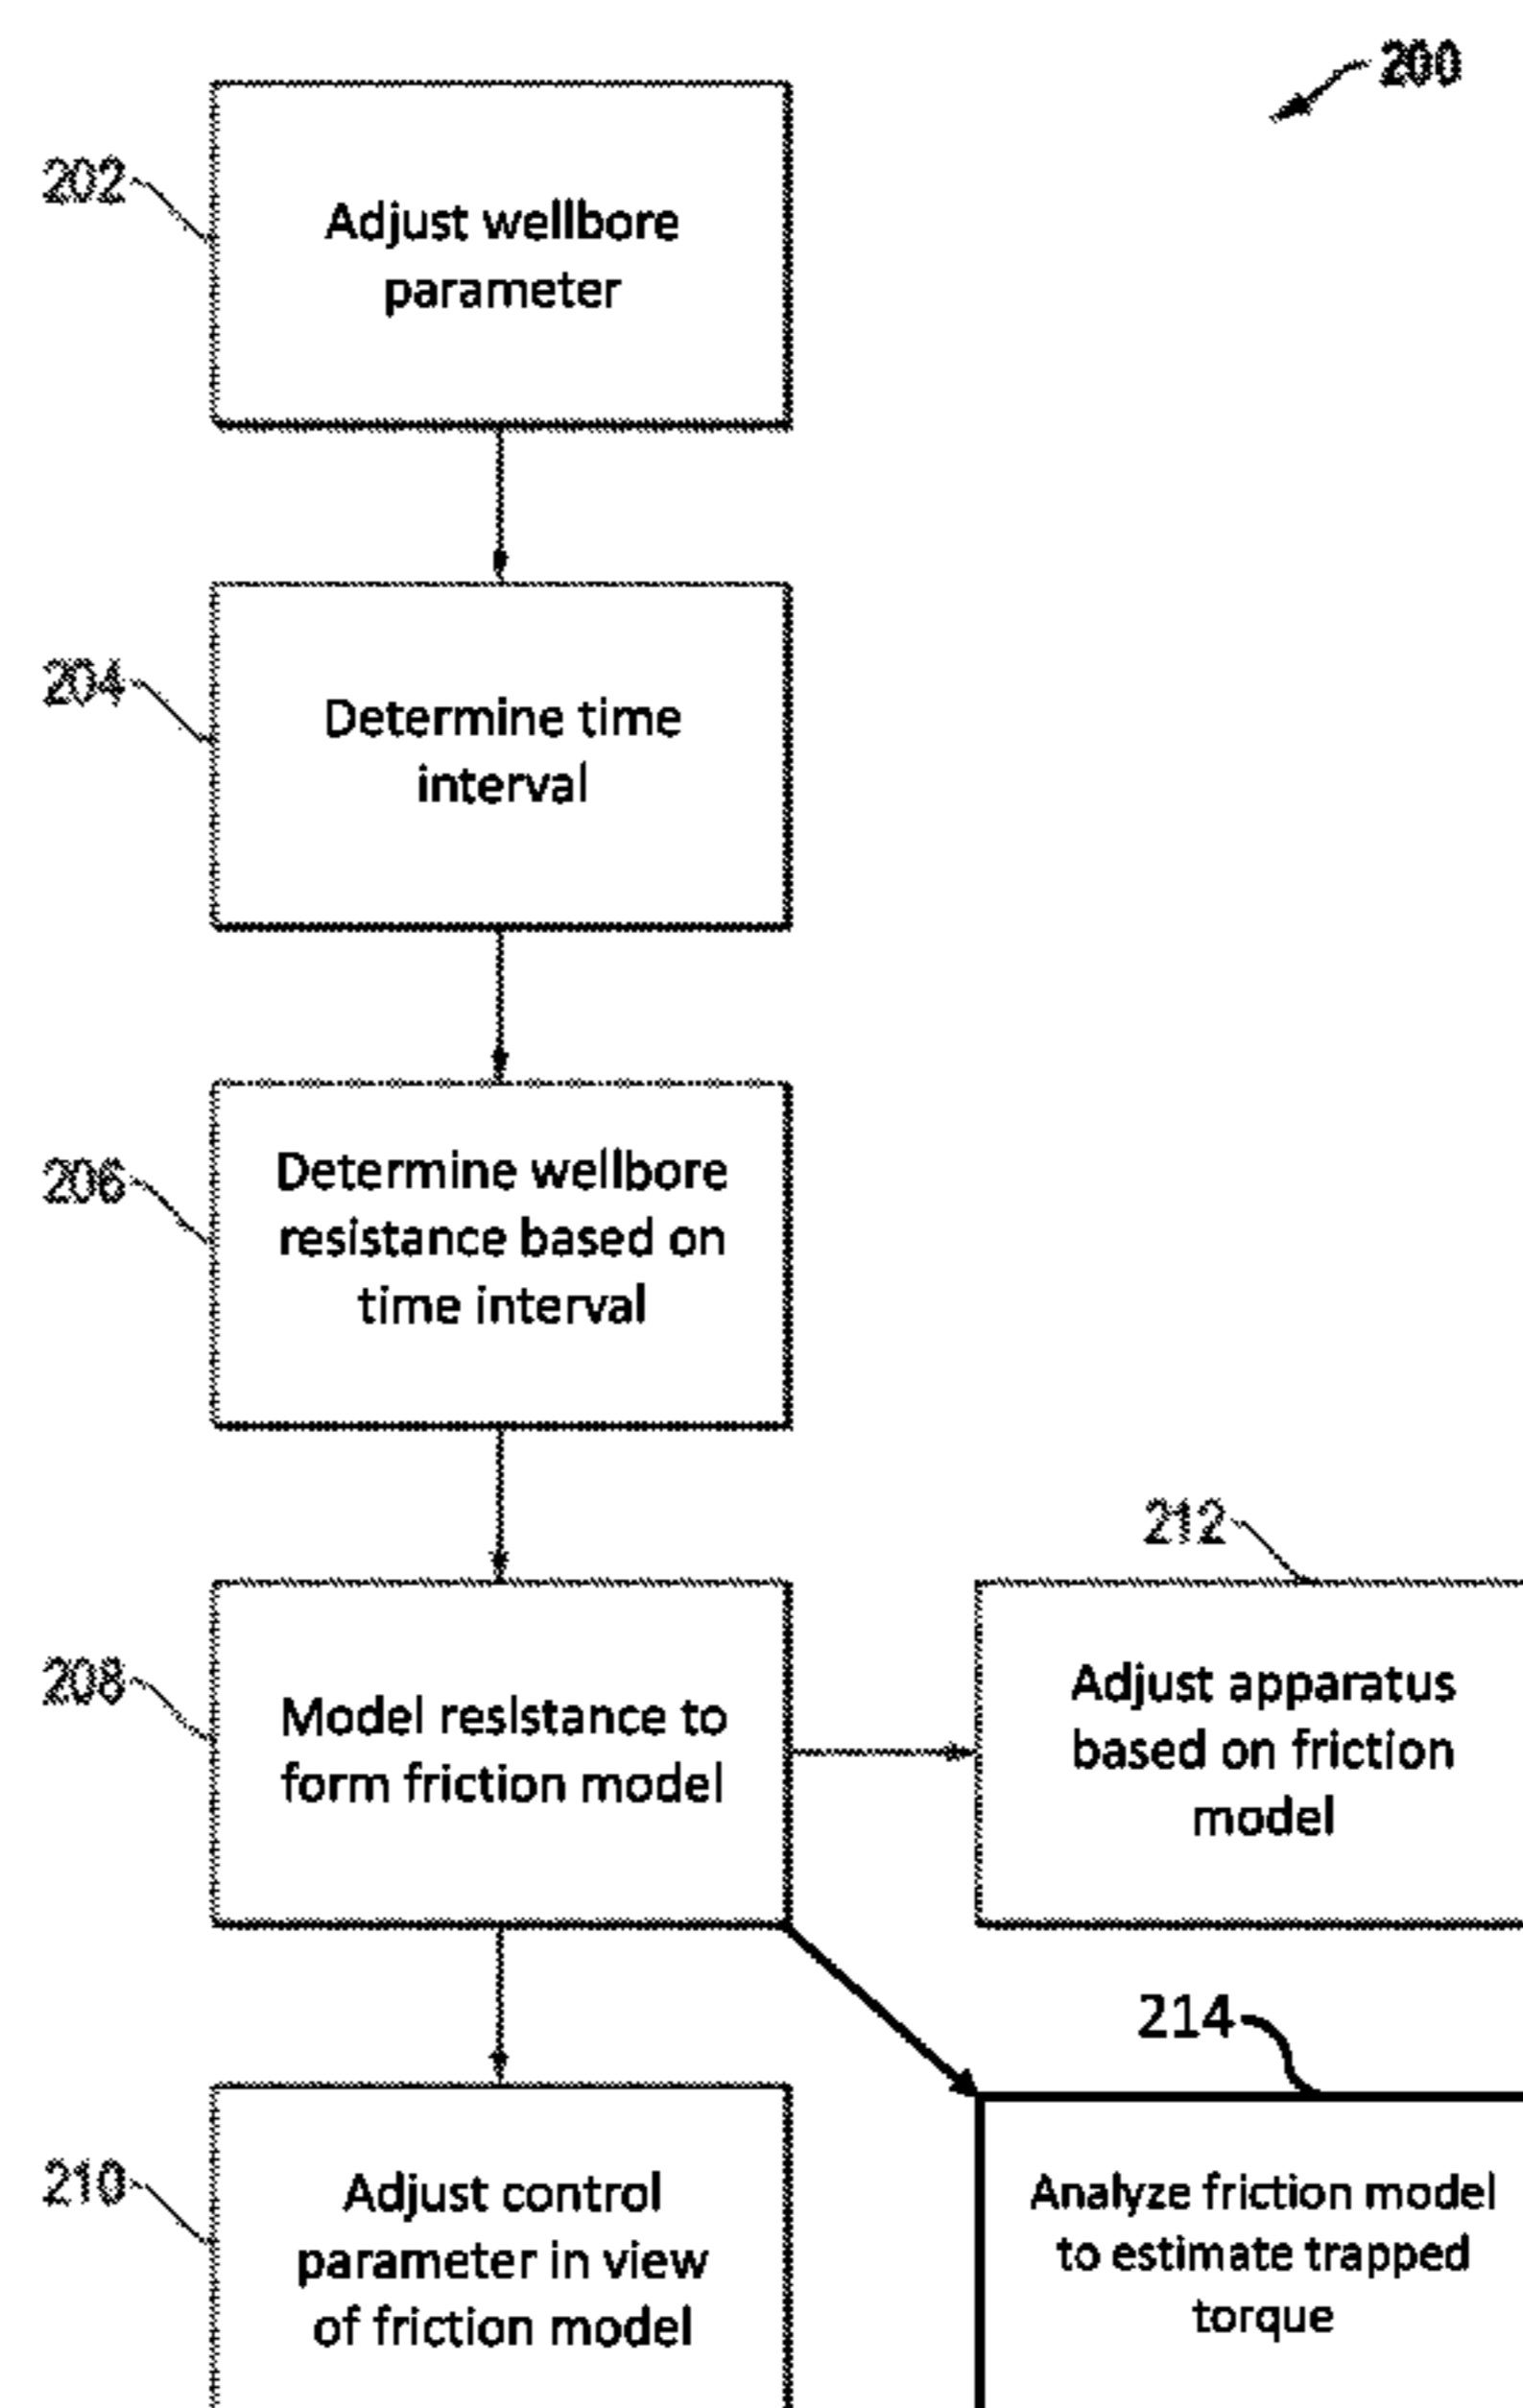 200
202
Adjust wellbore
parameter
204
Determine time
interval
206
Determine wellbore
resistance based on
time interval
212
208
Model resistance to
form friction model
Adjust apparatus
based on friction
model
214
210
Adjust control
parameter in view
of friction model
Analyze friction model
to estimate trapped
torque